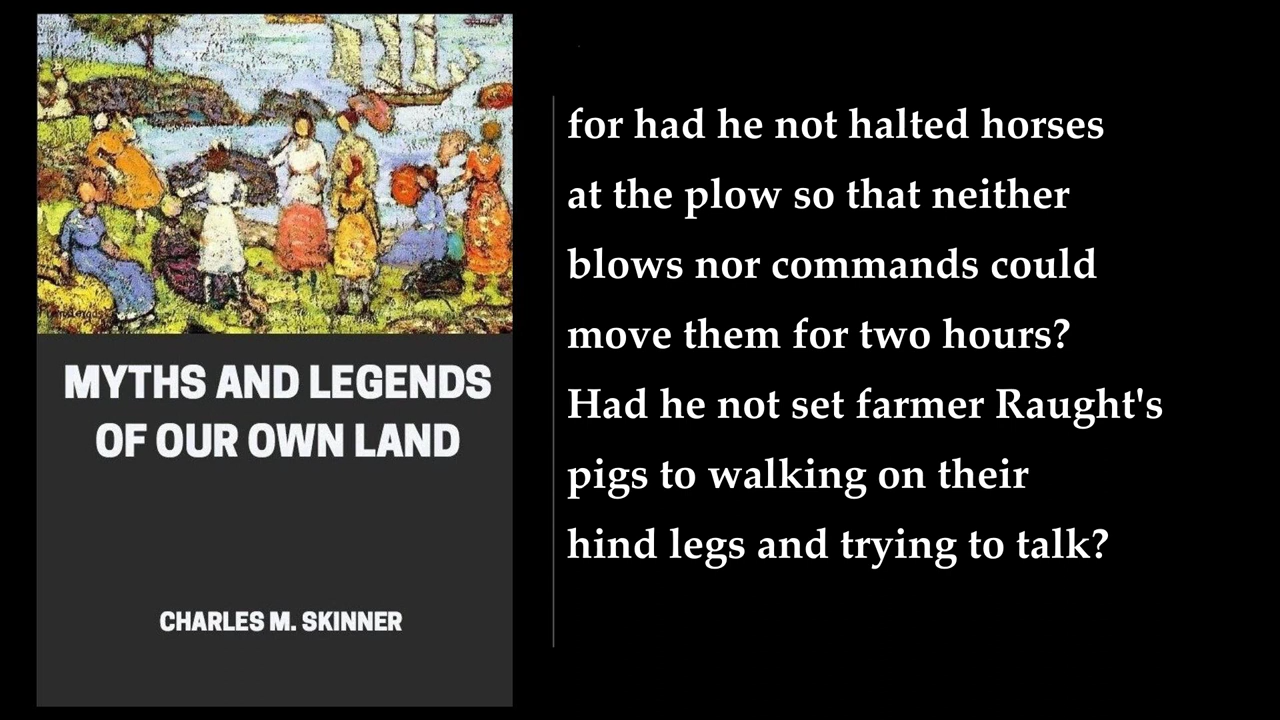 MYTHS AND LEGENDS
OF OUR OWN LAND
CHARLES M. SKINNER
for had he not halted horses
at the plow so that neither
blows nor commands could
move them for two hours?
Had he not set farmer Raught's
pigs to walking on their
hind legs and trying to talk?